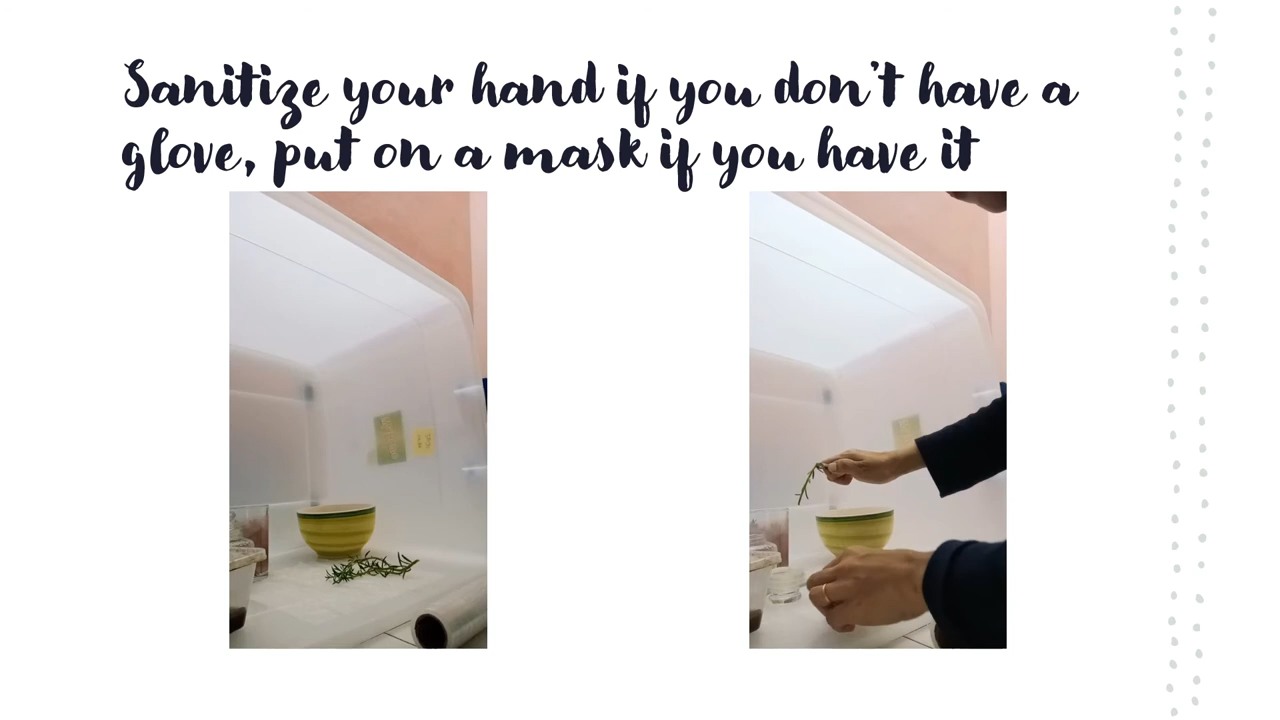 Sanitize your hand if you don't have a
glove, put on a mask if you have it